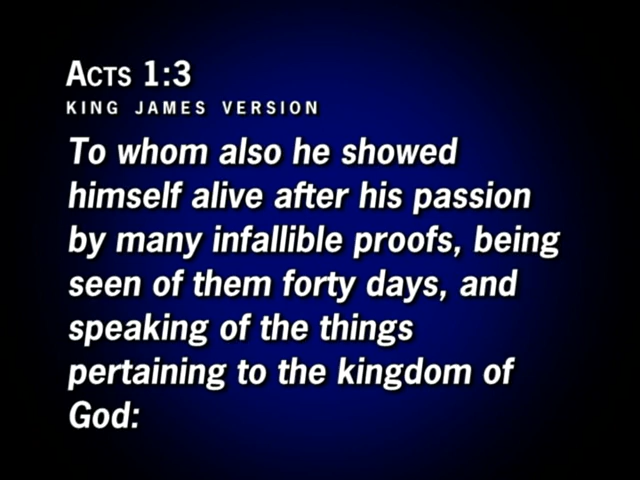 Acts 1:3
KING JAMES VERSION
To whom also he showed
himself alive after his passion
by many infallible proofs, being
seen of them forty days, and
speaking of the things
pertaining to the kingdom of
God: